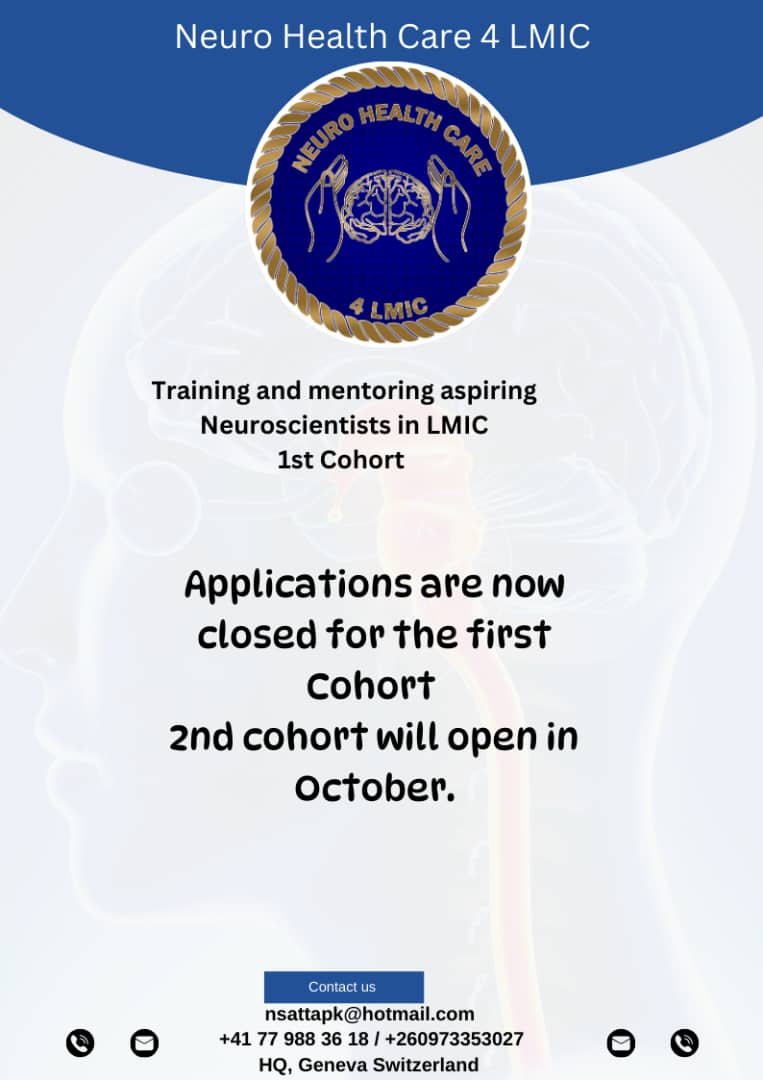 Neuro Health Care 4 LMIC
NEURO HEALTH CARE
4 LMIC
Training and mentoring aspiring
Neuroscientists in LMIC
1st Cohort
Applications are now
closed for the first
Cohort
2nd cohort will open in
October.
Contact us
nsattapk@hotmail.com
+41 77 988 36 18 / +260973353027
HQ, Geneva Switzerland